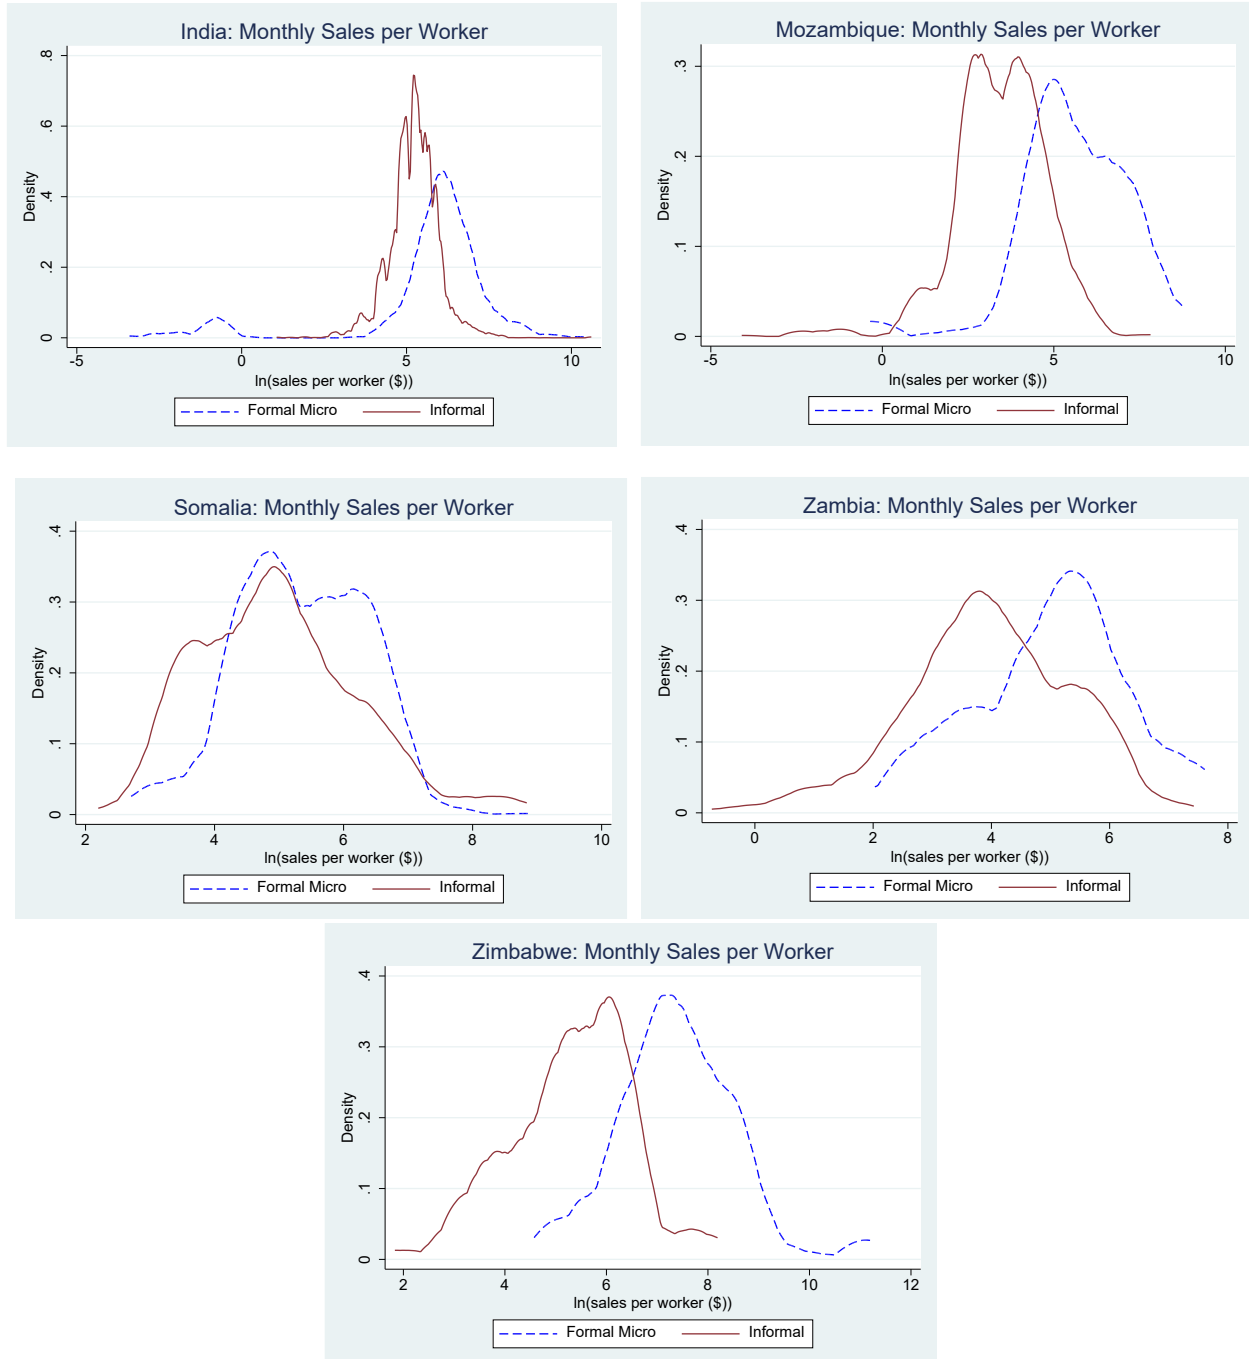 India: Monthly Sales per Worker
.8
.6
.4
.2
0
Density
-5 0 5 10
ln(sales per worker ($))
Formal Micro Informal
Mozambique: Monthly Sales per Worker
.3
.2
.1
0
Density
-5 0 5 10
ln(sales per worker ($))
Formal Micro Informal
Somalia: Monthly Sales per Worker
.4
.3
.2
.1
0
Density
2 4 6 8 10
ln(sales per worker ($))
Formal Micro Informal
Zambia: Monthly Sales per Worker
.4
.3
.2
.1
0
Density
0 2 4 6 8
ln(sales per worker ($))
Formal Micro Informal
Zimbabwe: Monthly Sales per Worker
.4
.3
.2
.1
0
Density
2 4 6 8 10 12
ln(sales per worker ($))
Formal Micro Informal